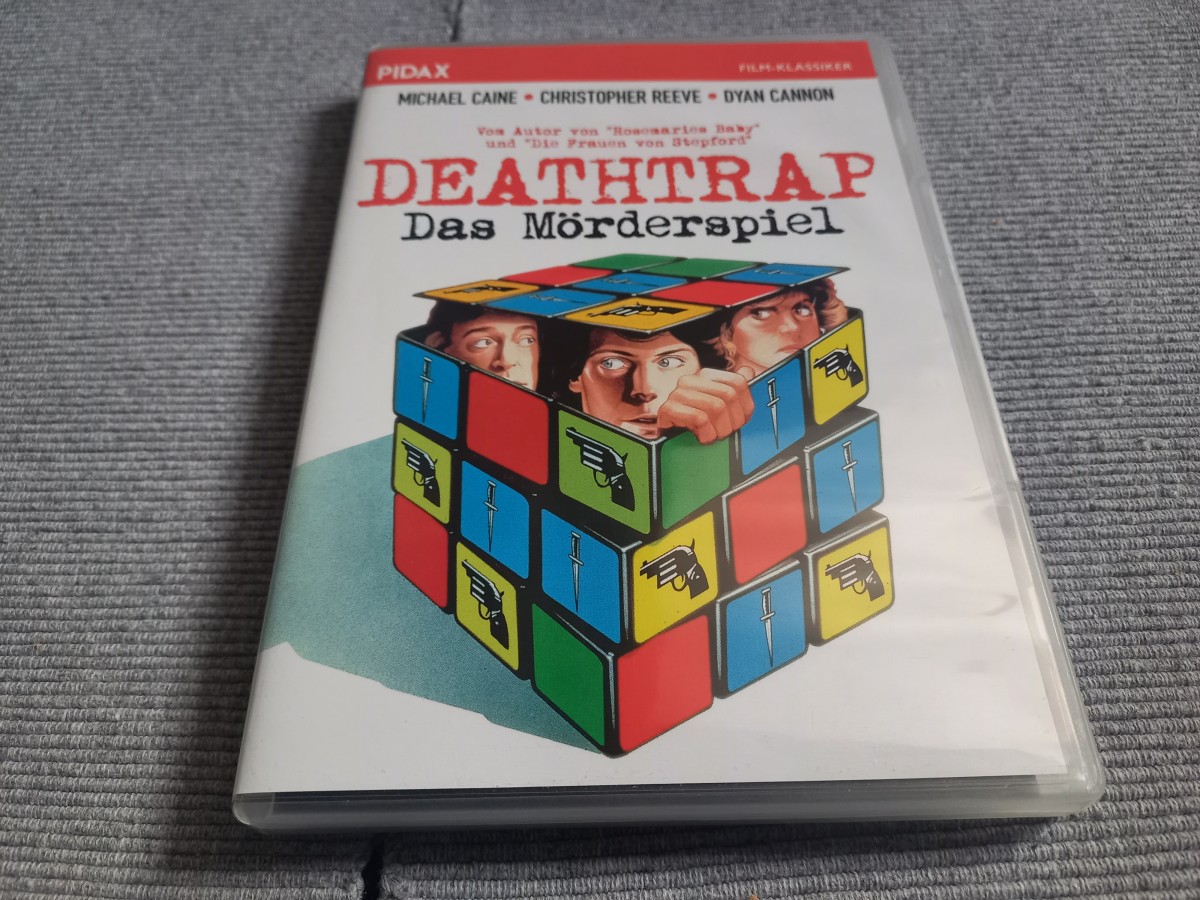 PIDAX FILM-KLASSIKER
MICHAEL CAINE • CHRISTOPHER REEVE • DYAN CANNON
Vom Autor von "Rosemaries Baby"
und "Die Frauen von Stepford"
DEATHTRAP
Das Mörderspiel